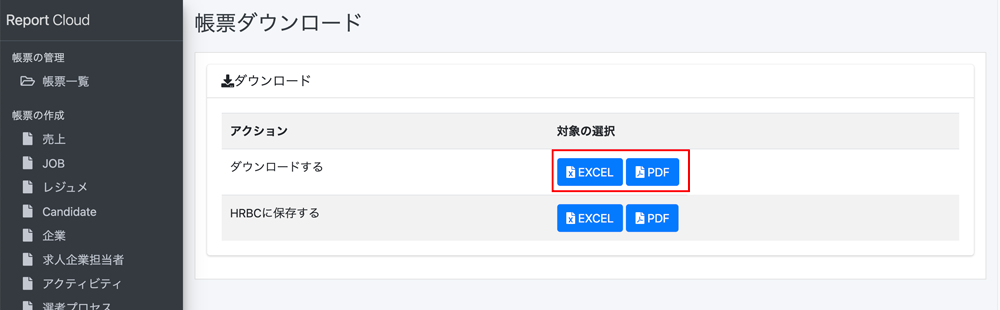 Report Cloud
帳票の管理
帳票一覧
帳票の作成
売上
JOB
レジュメ
Candidate
企業
求人企業担当者
アクティビティ
選考プロセス
帳票ダウンロード
ダウンロード
アクション 対象の選択
ダウンロードする EXCEL PDF
HRBCに保存する EXCEL PDF